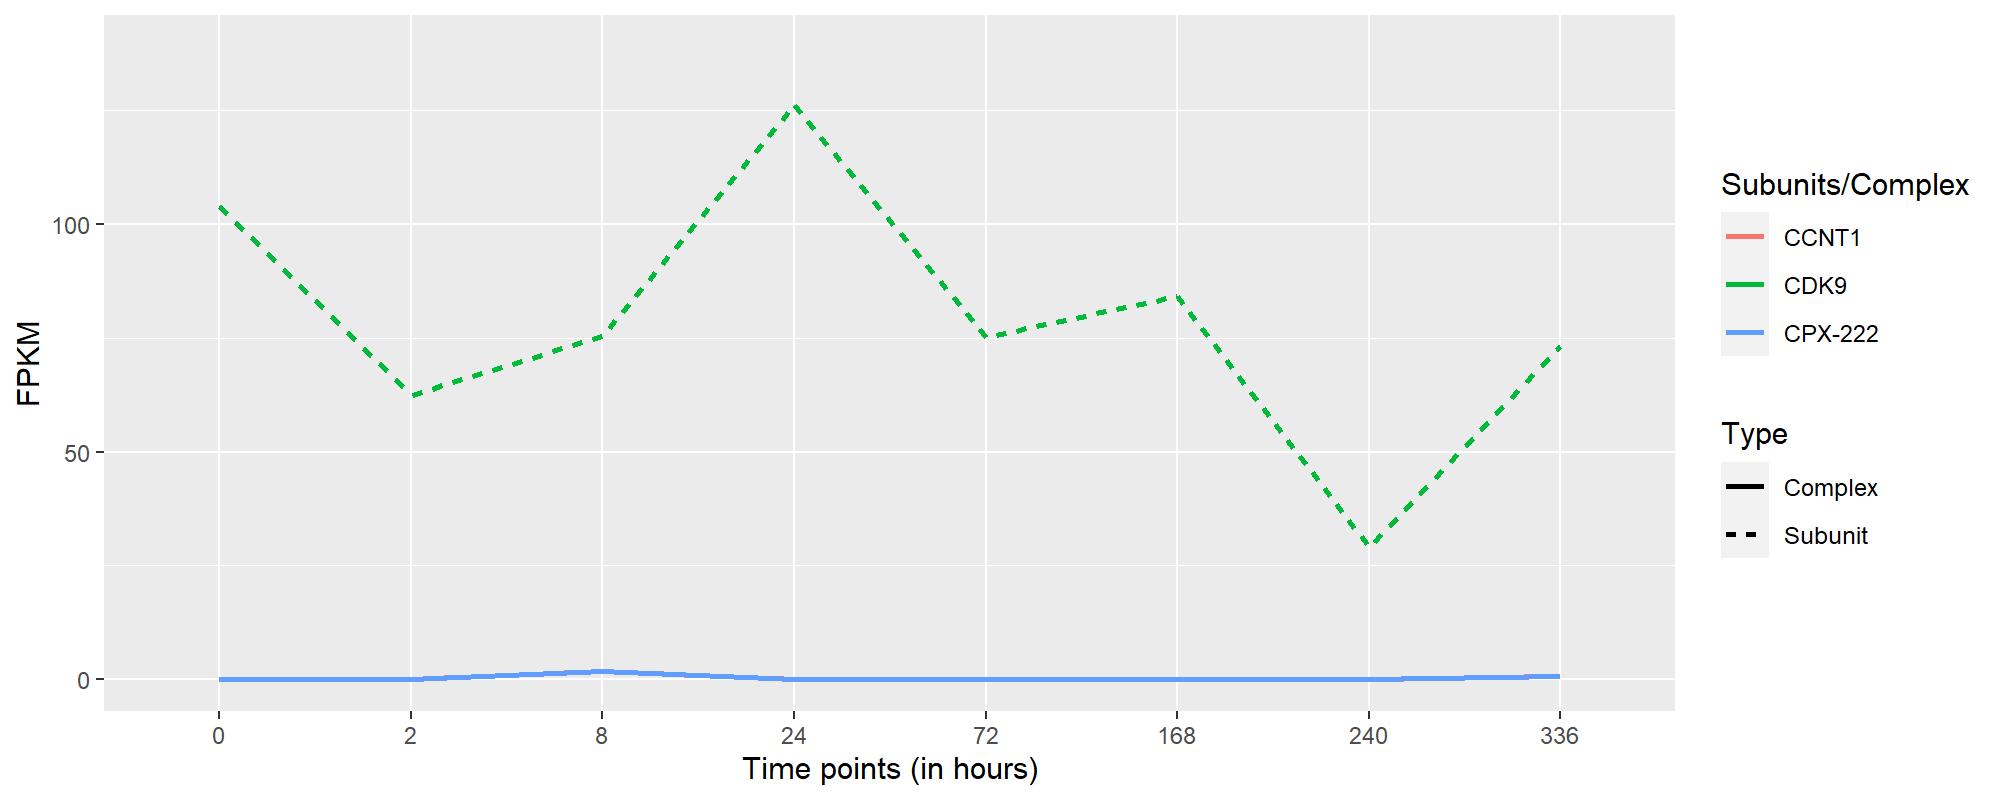 Subunits/Complex
CCNT1
CDK9
CPX-222
Type
Complex
Subunit
FPKM
100
50
0
0 2 8 24 72 168 240 336
Time points (in hours)